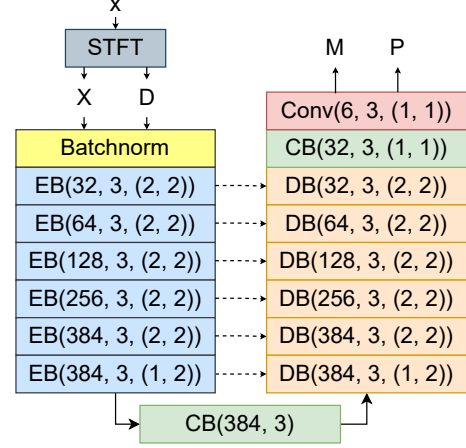 x
STFT
X D
Batchnorm
EB(32, 3, (2, 2))
EB(64, 3, (2, 2))
EB(128, 3, (2, 2))
EB(256, 3, (2, 2))
EB(384, 3, (2, 2))
EB(384, 3, (1, 2))
CB(384, 3)
M P
Conv(6, 3, (1, 1))
CB(32, 3, (1, 1))
DB(32, 3, (2, 2))
DB(64, 3, (2, 2))
DB(128, 3, (2, 2))
DB(256, 3, (2, 2))
DB(384, 3, (2, 2))
DB(384, 3, (1, 2))